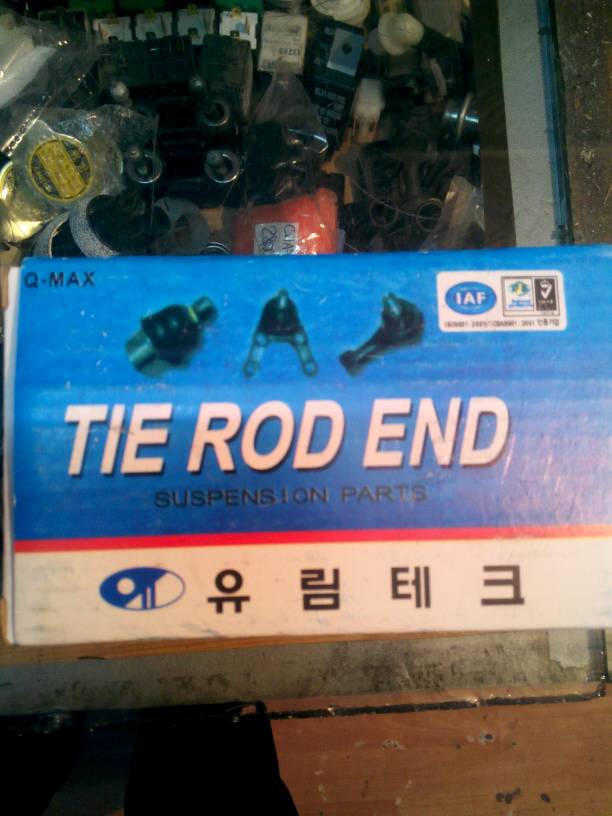 Q-MAX
IAF
TIE ROD END
SUSPENSION PARTS
유림테크